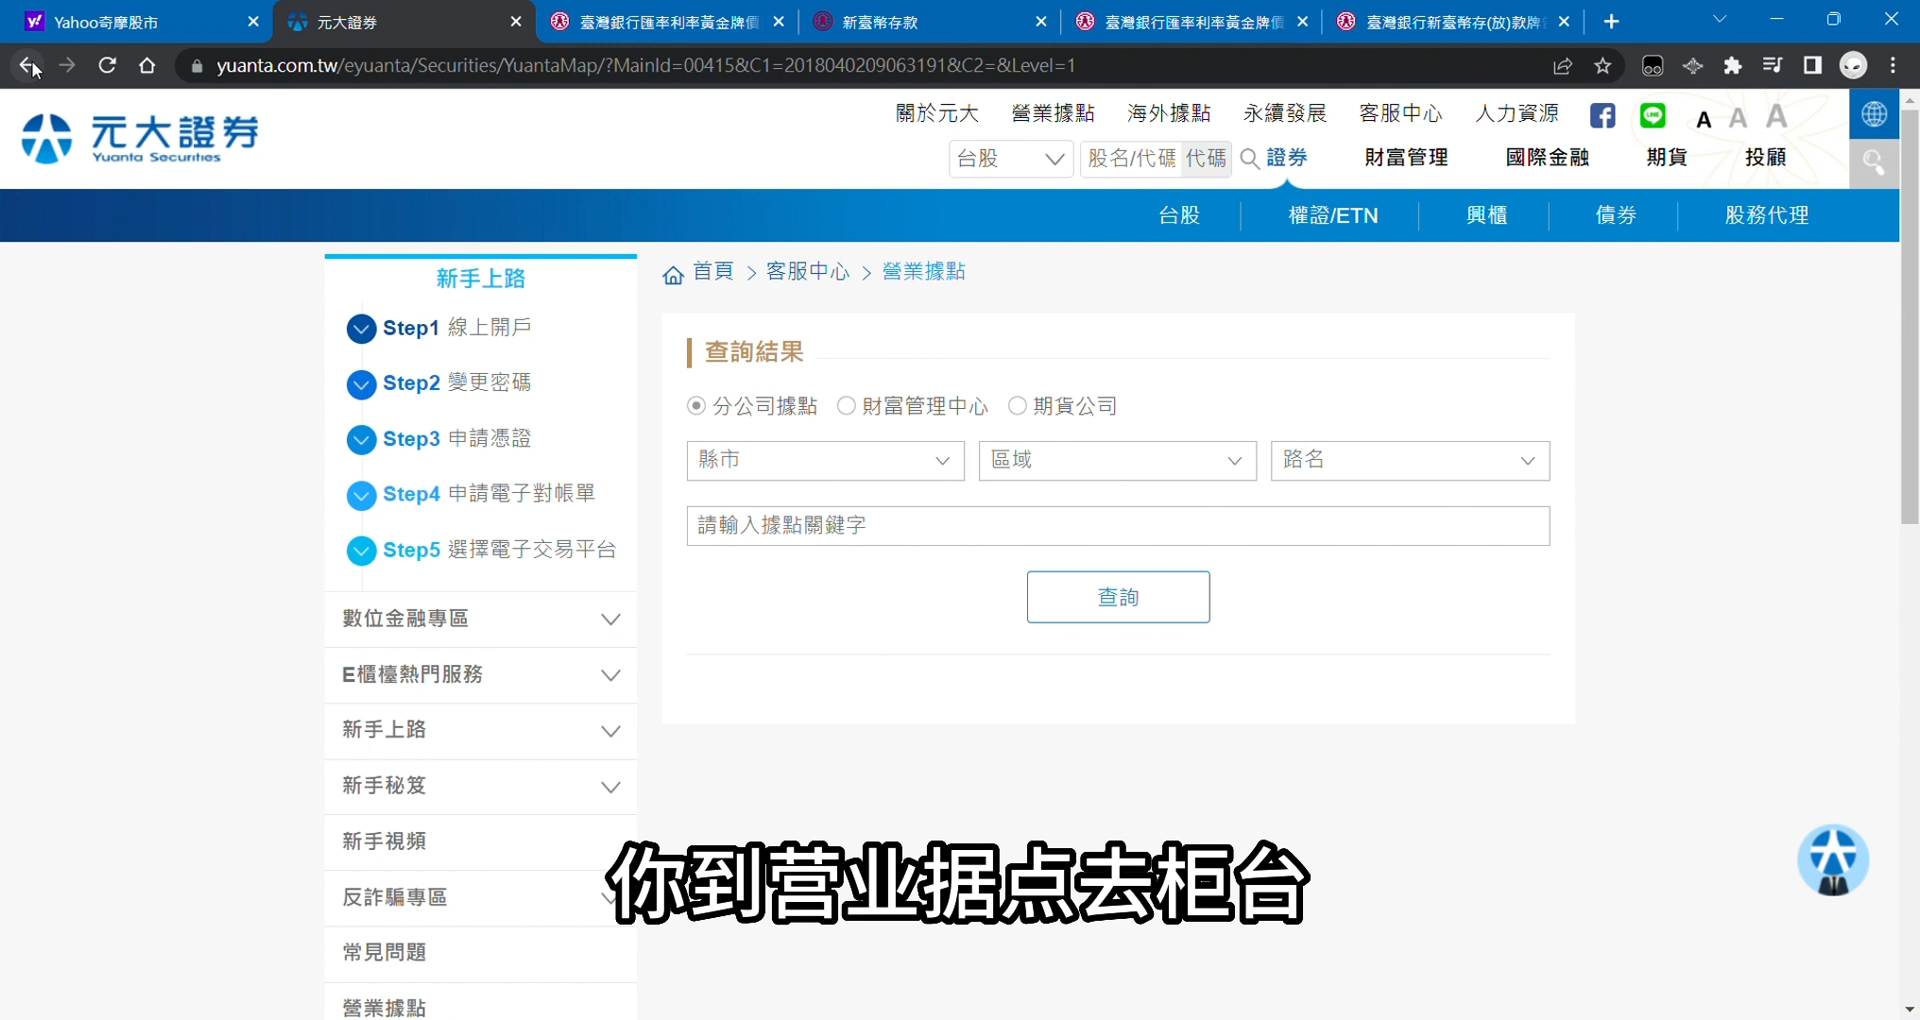 Yahoo奇摩股市
元大證券
臺灣銀行匯率利率黃金牌價
新臺幣存款
臺灣銀行匯率利率黃金牌價
臺灣銀行新臺幣存(放)款牌
yuanta.com.tw/eyuanta/Securities/YuantaMap/?MainId=00415&C1=2018040209063191&C2=&Level=1
元大證券
Yuanta Securities
關於元大 營業據點 海外據點 永續發展 客服中心 人力資源 A A A
台股 股名/代碼 代碼 證券 財富管理 國際金融 期貨 投顧
台股 權證/ETN 興櫃 債券 股務代理
新手上路
Step1 線上開戶
Step2 變更密碼
Step3 申請憑證
Step4 申請電子對帳單
Step5 選擇電子交易平台
數位金融專區
E櫃檯熱門服務
新手上路
新手秘笈
新手視頻
反詐騙專區
常見問題
營業據點
首頁 > 客服中心 > 營業據點
查詢結果
分公司據點 財富管理中心 期貨公司
縣市 區域 路名
請輸入據點關鍵字
查詢
你到营业据点去柜台